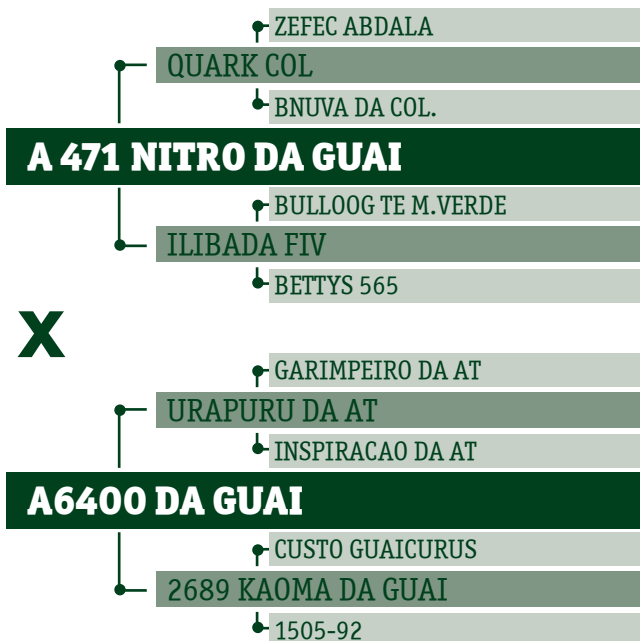 ZEFEC ABDALA
QUARK COL
BNUVA DA COL.
A 471 NITRO DA GUAI
BULLOOG TE M.VERDE
ILIBADA FIV
BETTYS 565
X
GARIMPEIRO DA AT
URAPURU DA AT
INSPIRACAO DA AT
A6400 DA GUAI
CUSTO GUAICURUS
2689 KAOMA DA GUAI
1505-92